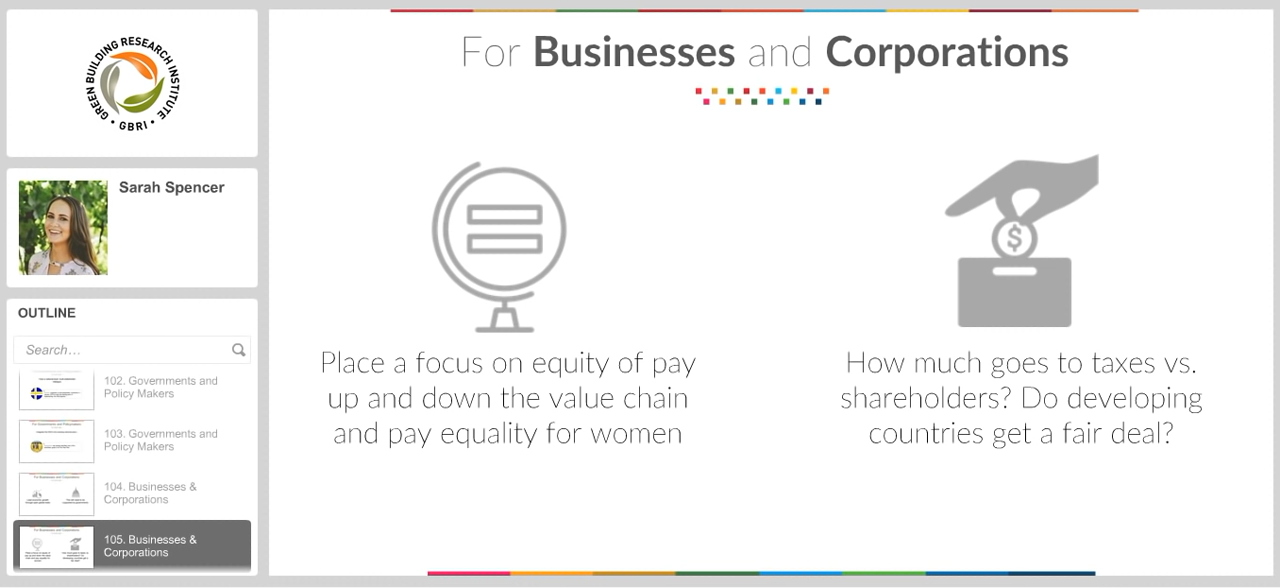 GREEN BUILDING RESEARCH INSTITUTE
• GBRI •
Sarah Spencer
OUTLINE
Search...
102. Governments and
Policy Makers
103. Governments and
Policy Makers
104. Businesses &
Corporations
105. Businesses &
Corporations
For Businesses and Corporations
$
Place a focus on equity of pay
up and down the value chain
and pay equality for women
How much goes to taxes vs.
shareholders? Do developing
countries get a fair deal?